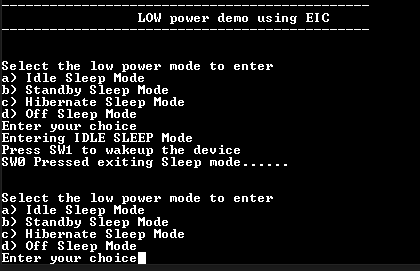 LOW power demo using EIC
Select the low power mode to enter
a) Idle Sleep Mode
b) Standby Sleep Mode
c) Hibernate Sleep Mode
d) Off Sleep Mode
Enter your choice
Entering IDLE SLEEP Mode
Press SW1 to wakeup the device
SW0 Pressed exiting Sleep mode......
Select the low power mode to enter
a) Idle Sleep Mode
b) Standby Sleep Mode
c) Hibernate Sleep Mode
d) Off Sleep Mode
Enter your choice